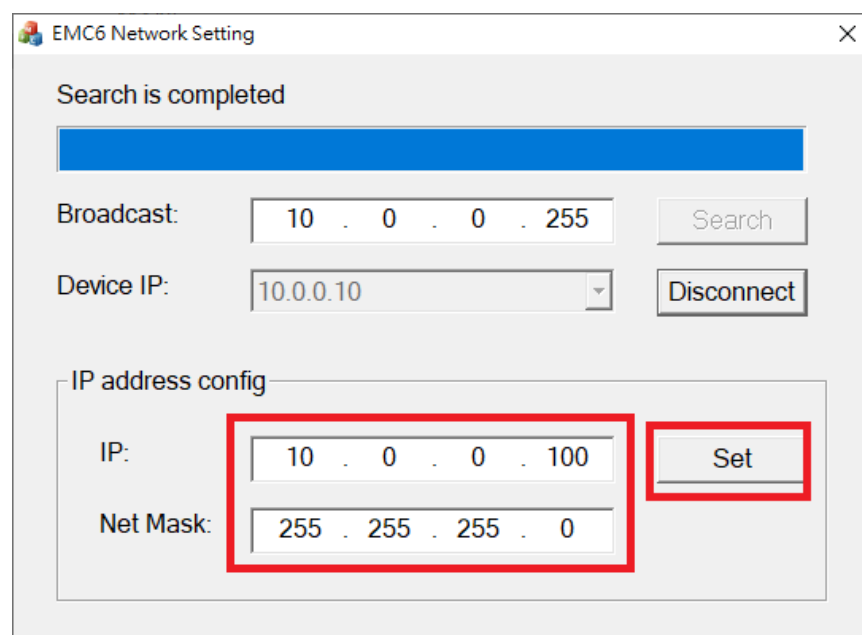 EMC6 Network Setting
Search is completed
Broadcast: 10 . 0 . 0 . 255 Search
Device IP: 10.0.0.10 Disconnect
IP address config
IP: 10 . 0 . 0 . 100 Set
Net Mask: 255 . 255 . 255 . 0